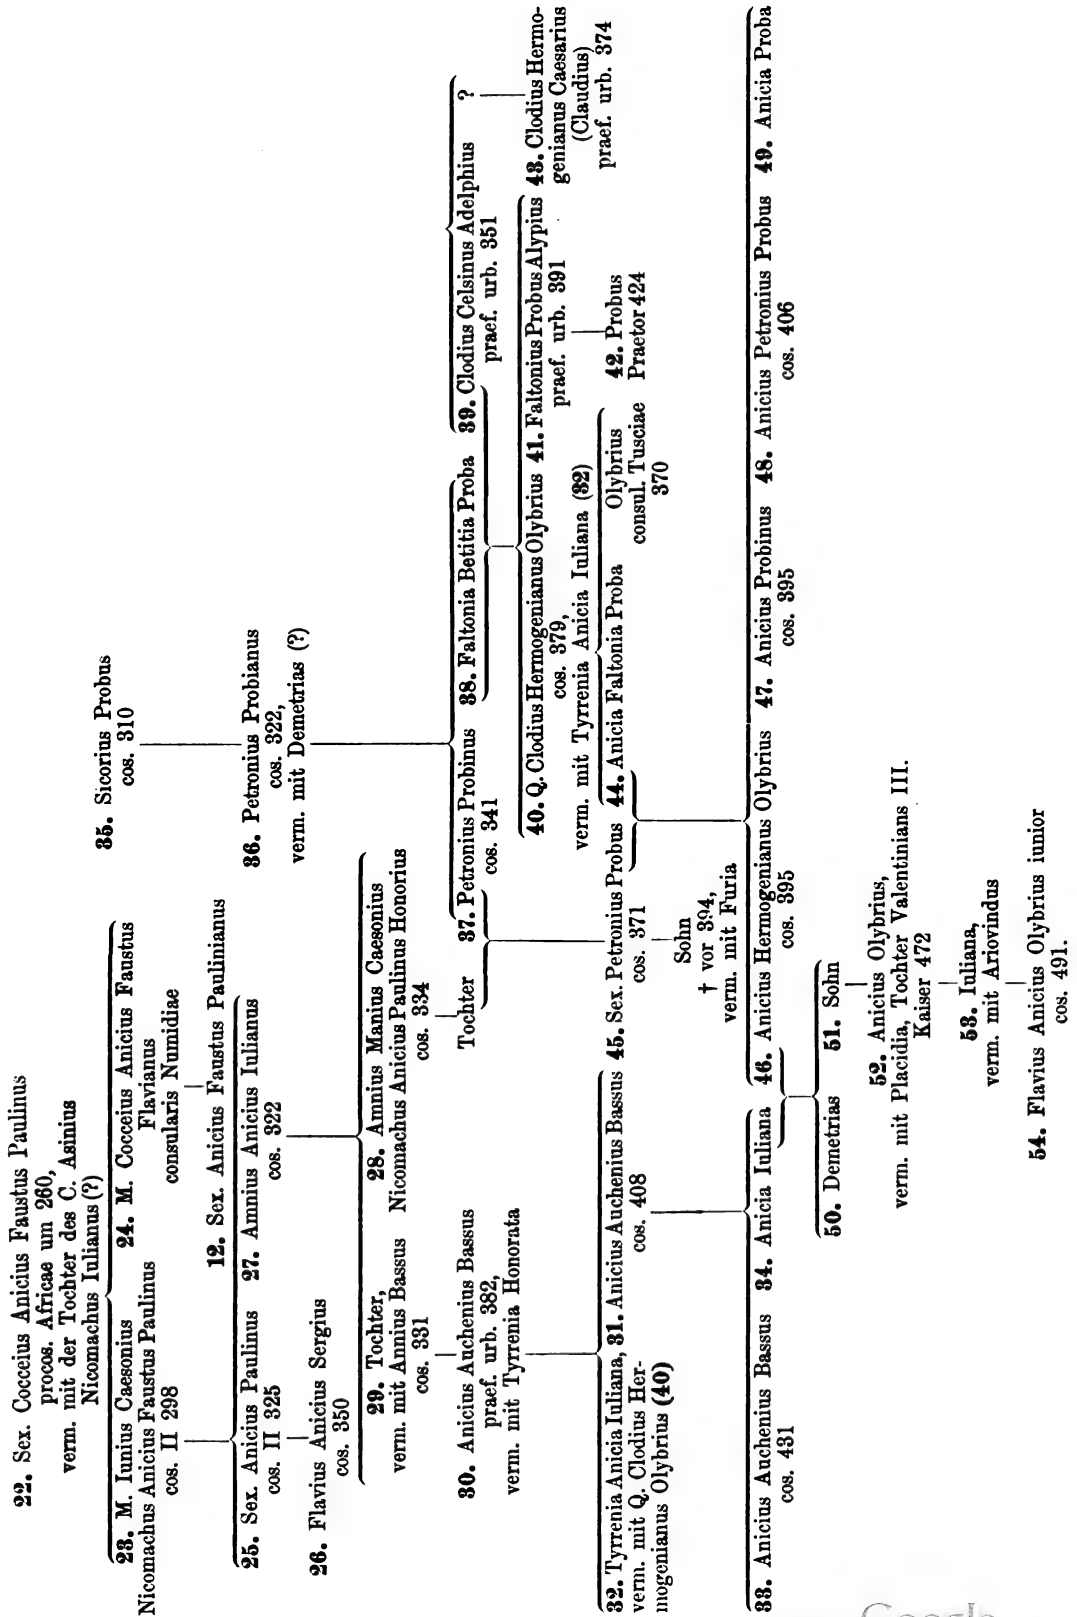 22. Sex. Cocceius Anicius Faustus Paulinus
procos. Africae um 260,
verm. mit der Tochter des C. Asinius
Nicomachus Iulianus (?)
23. M. Iunius Caesonius
Nicomachus Anicius Faustus Paulinus
cos. II 298
24. M. Cocceius Anicius Faustus
Flavianus
consularis Numidiae
12. Sex. Anicius Faustus Paulinianus
25. Sex. Anicius Paulinus
cos. II 325
27. Amnius Anicius Iulianus
cos. 322
26. Flavius Anicius Sergius
cos. 350
29. Tochter,
verm. mit Annius Bassus
cos. 331
28. Amnius Manius Caesonius
Nicomachus Anicius Paulinus Honorius
cos. 334
30. Anicius Auchenius Bassus
praef. urb. 382,
verm. mit Tyrrenia Honorata
Tochter
35. Sicorius Probus
cos. 310
36. Petronius Probianus
cos. 322,
verm. mit Demetrias (?)
37. Petronius Probinus
cos. 341
38. Faltonia Betitia Proba
39. Clodius Celsinus Adelphius
praef. urb. 351
?
40. Q. Clodius Hermogenianus Olybrius
cos. 379,
verm. mit Tyrrenia Anicia Iuliana (32)
41. Faltonius Probus Alypius
praef. urb. 391
43. Clodius Hermo-
genianus Caesarius
(Claudius)
praef. urb. 374
42. Probus
Praetor 424
32. Tyrrenia Anicia Iuliana,
verm. mit Q. Clodius Her-
mogenianus Olybrius (40)
31. Anicius Auchenius Bassus
cos. 408
45. Sex. Petronius Probus
cos. 371
44. Anicia Faltonia Proba
Olybrius
consul. Tusciae
370
Sohn
† vor 394,
verm. mit Furia
33. Anicius Auchenius Bassus
cos. 431
34. Anicia Iuliana
46. Anicius Hermogenianus Olybrius
cos. 395
47. Anicius Probinus
cos. 395
48. Anicius Petronius Probus
cos. 406
49. Anicia Proba
50. Demetrias
51. Sohn
52. Anicius Olybrius,
verm. mit Placidia, Tochter Valentinians III.
Kaiser 472
53. Iuliana,
verm. mit Ariovindus
54. Flavius Anicius Olybrius iunior
cos. 491.